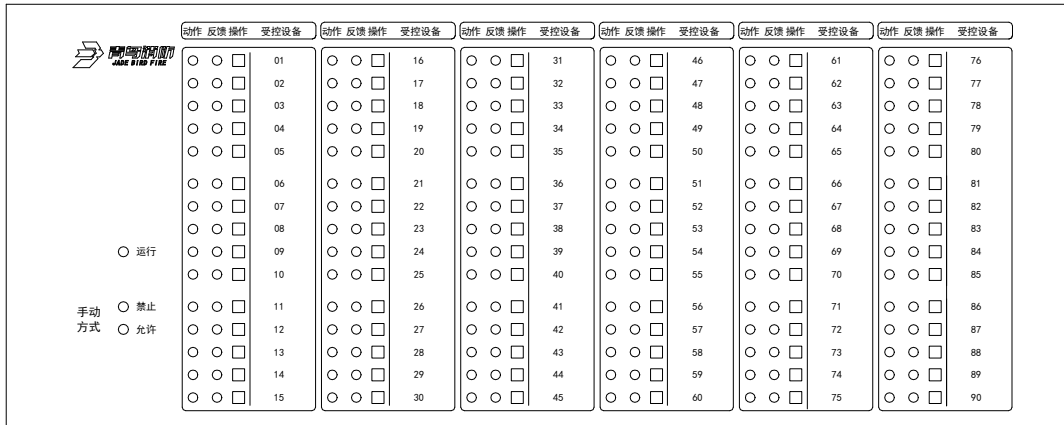 动作 反馈 操作 受控设备 动作 反馈 操作 受控设备 动作 反馈 操作 受控设备 动作 反馈 操作 受控设备 动作 反馈 操作 受控设备 动作 反馈 操作 受控设备
青鸟消防
JADE BIRD FIRE
01 16 31 46 61 76
02 17 32 47 62 77
03 18 33 48 63 78
04 19 34 49 64 79
05 20 35 50 65 80
06 21 36 51 66 81
07 22 37 52 67 82
08 23 38 53 68 83
运行 09 24 39 54 69 84
10 25 40 55 70 85
手动 禁止 11 26 41 56 71 86
方式 允许 12 27 42 57 72 87
13 28 43 58 73 88
14 29 44 59 74 89
15 30 45 60 75 90